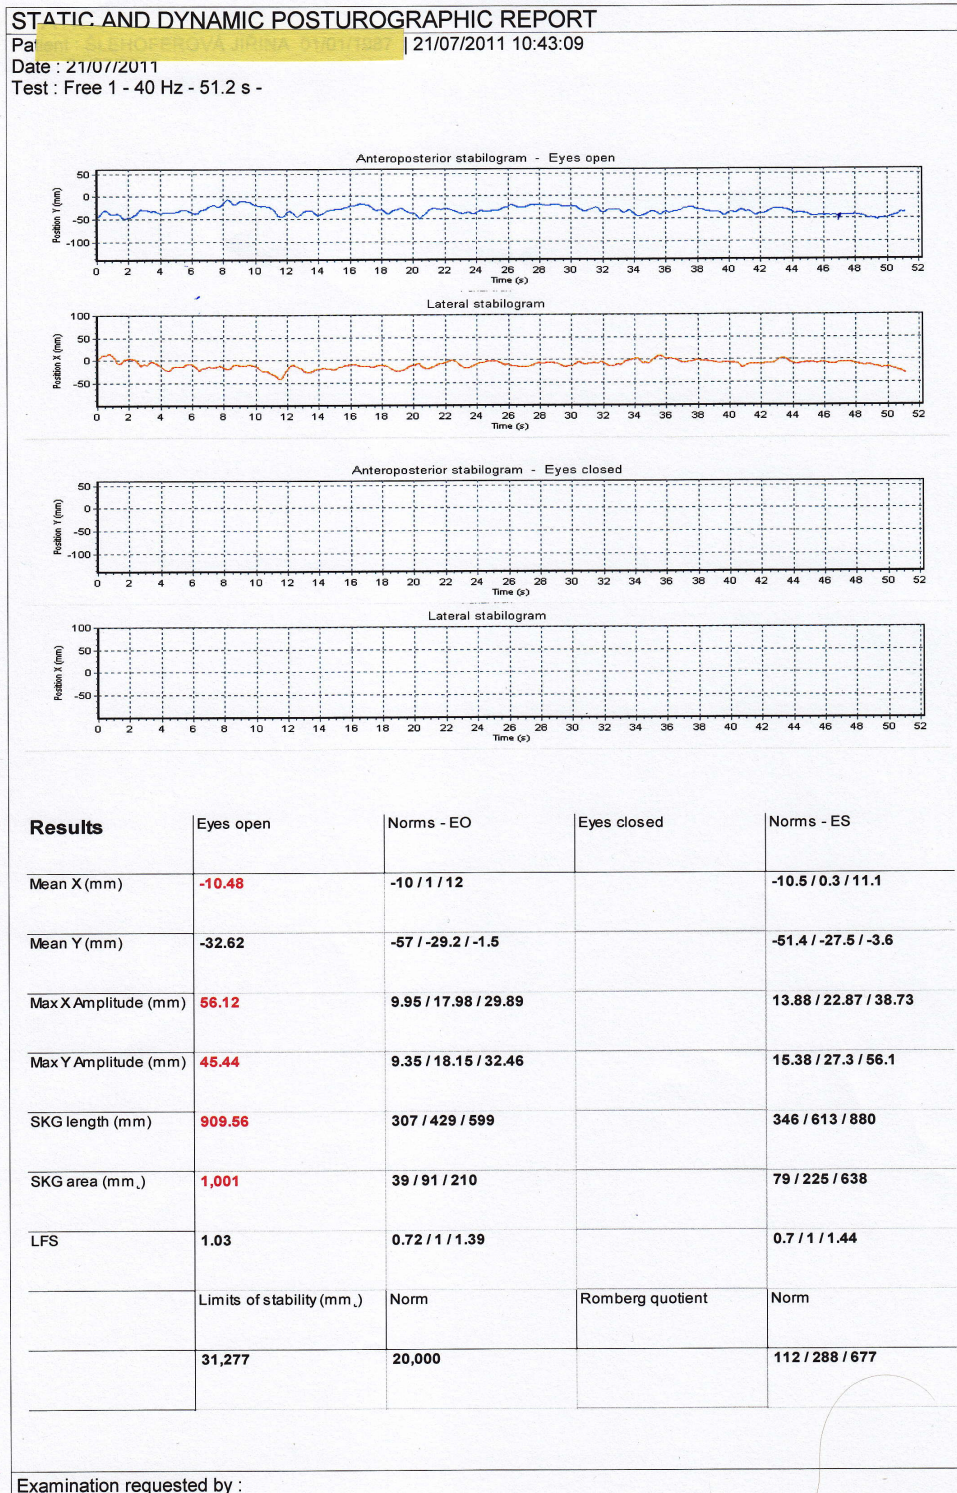 STATIC AND DYNAMIC POSTUROGRAPHIC REPORT
| 21/07/2011 10:43:09
Date : 21/07/2011
Test : Free 1 - 40 Hz - 51.2 s -
Anteroposterior stabilogram - Eyes open
Position Y (mm)
50
0
-50
-100
0 2 4 6 8 10 12 14 16 18 20 22 24 26 28 30 32 34 36 38 40 42 44 46 48 50 52
Time (s)
Lateral stabilogram
Position X (mm)
100
50
0
-50
0 2 4 6 8 10 12 14 16 18 20 22 24 26 28 30 32 34 36 38 40 42 44 46 48 50 52
Time (s)
Anteroposterior stabilogram - Eyes closed
Position Y (mm)
50
0
-50
-100
0 2 4 6 8 10 12 14 16 18 20 22 24 26 28 30 32 34 36 38 40 42 44 46 48 50 52
Time (s)
Lateral stabilogram
Position X (mm)
100
50
0
-50
0 2 4 6 8 10 12 14 16 18 20 22 24 26 28 30 32 34 36 38 40 42 44 46 48 50 52
Time (s)
Results Eyes open Norms - EO Eyes closed Norms - ES
Mean X (mm) -10.48 -10 / 1 / 12 -10.5 / 0.3 / 11.1
Mean Y (mm) -32.62 -57 / -29.2 / -1.5 -51.4 / -27.5 / -3.6
Max X Amplitude (mm) 56.12 9.95 / 17.98 / 29.89 13.88 / 22.87 / 38.73
Max Y Amplitude (mm) 45.44 9.35 / 18.15 / 32.46 15.38 / 27.3 / 56.1
SKG length (mm) 909.56 307 / 429 / 599 346 / 613 / 880
SKG area (mm˛) 1,001 39 / 91 / 210 79 / 225 / 638
LFS 1.03 0.72 / 1 / 1.39 0.7 / 1 / 1.44
Limits of stability (mm˛) Norm Romberg quotient Norm
31,277 20,000 112 / 288 / 677
Examination requested by :